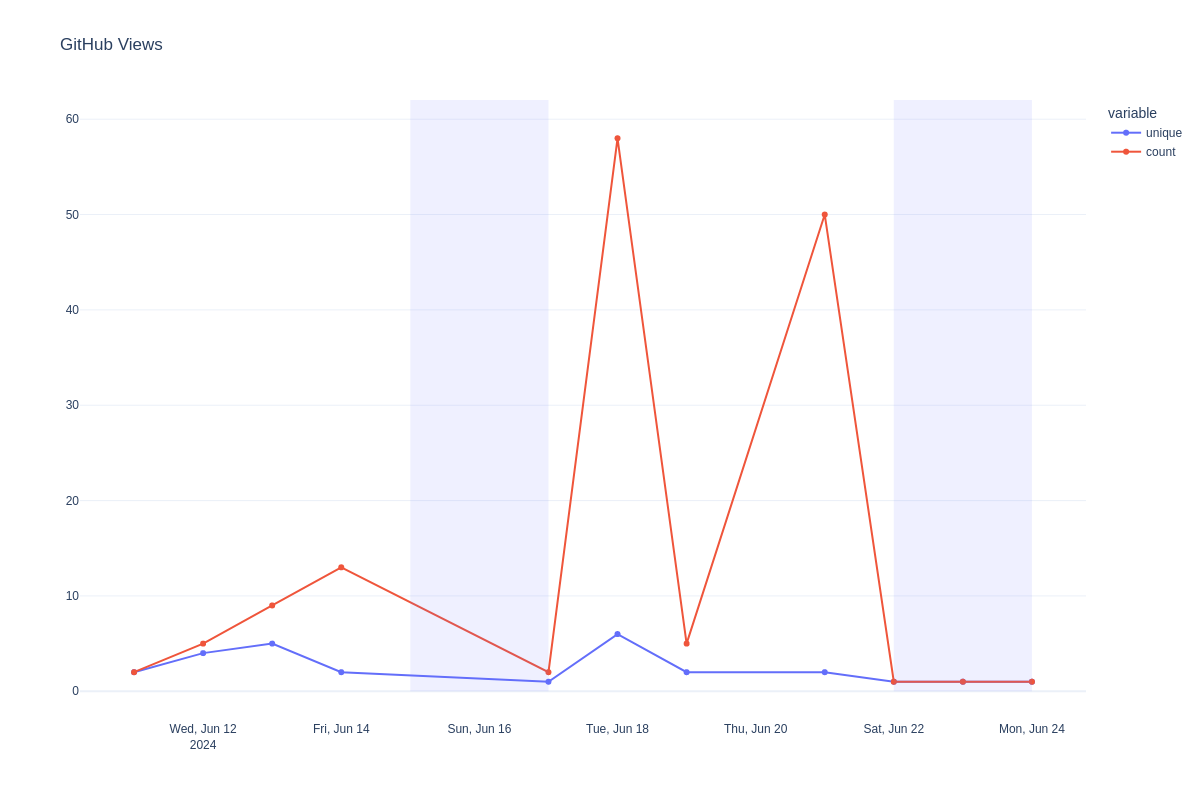 GitHub Views
variable
unique
count
60
50
40
30
20
10
0
Wed, Jun 12
2024
Fri, Jun 14
Sun, Jun 16
Tue, Jun 18
Thu, Jun 20
Sat, Jun 22
Mon, Jun 24